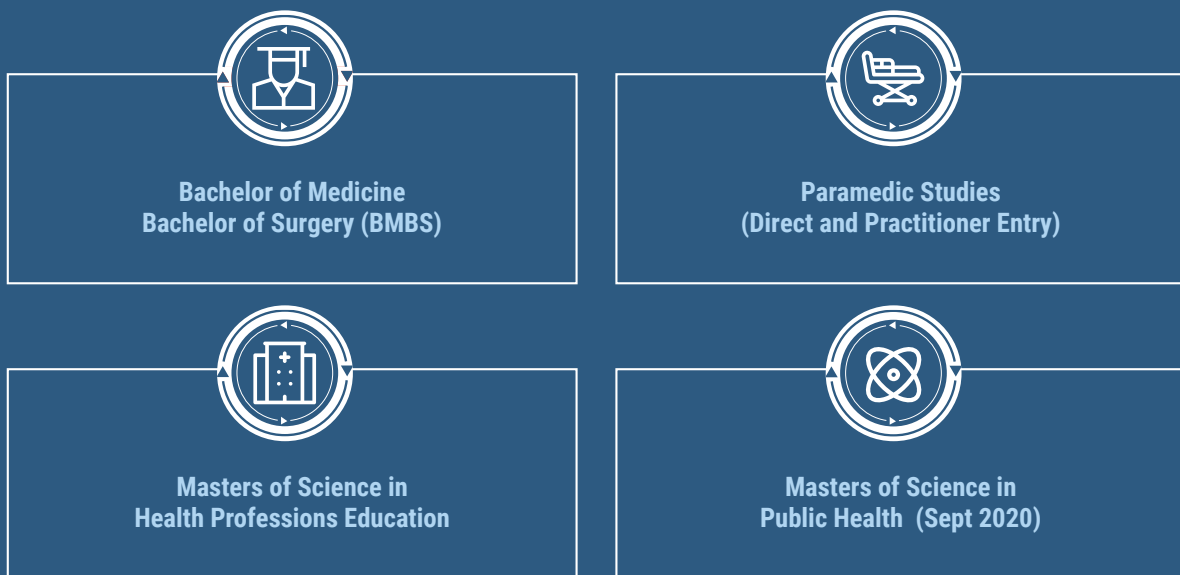 Bachelor of Medicine
Bachelor of Surgery (BMBS)
Paramedic Studies
(Direct and Practitioner Entry)
Masters of Science in
Health Professions Education
Masters of Science in
Public Health (Sept 2020)